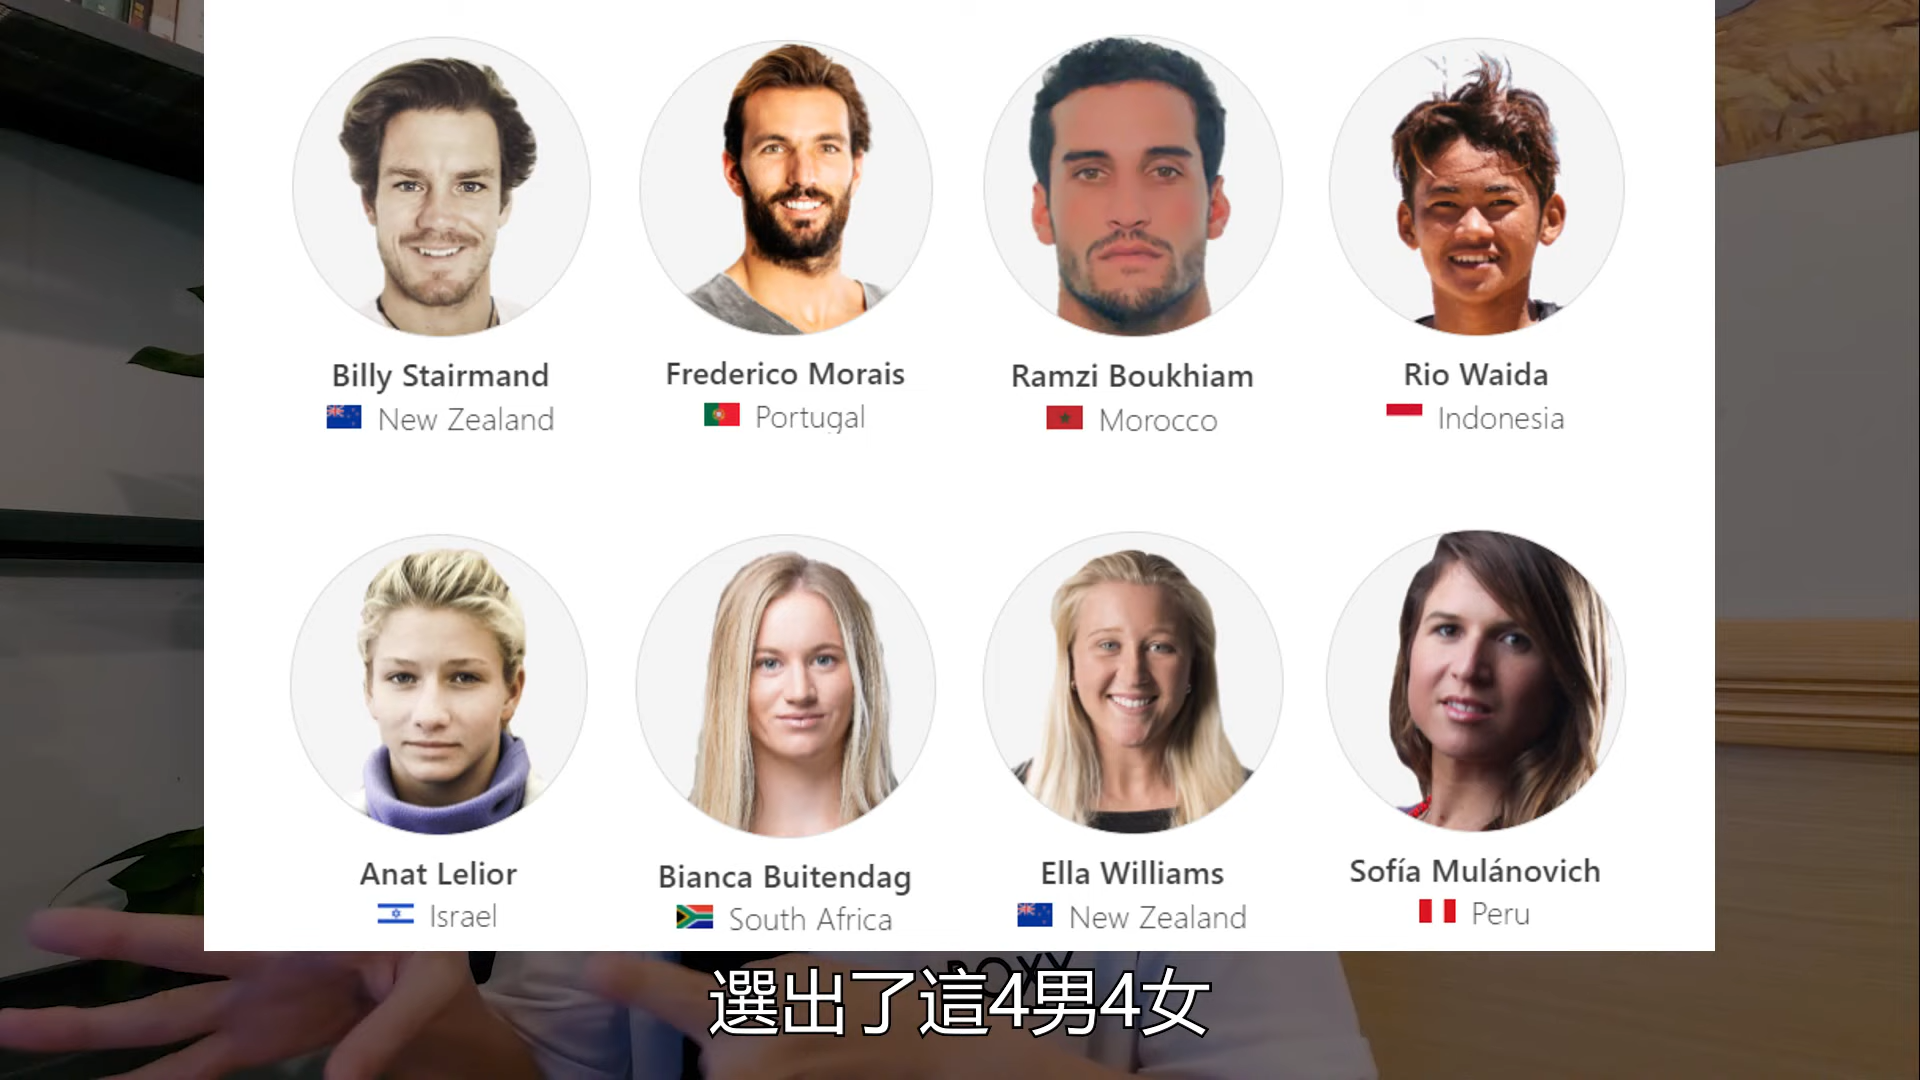 Billy Stairmand
New Zealand
Frederico Morais
Portugal
Ramzi Boukhiam
Morocco
Rio Waida
Indonesia
Anat Lelior
Israel
Bianca Buitendag
South Africa
Ella Williams
New Zealand
Sofía Mulánovich
Peru
ROXY
選出了這4男4女